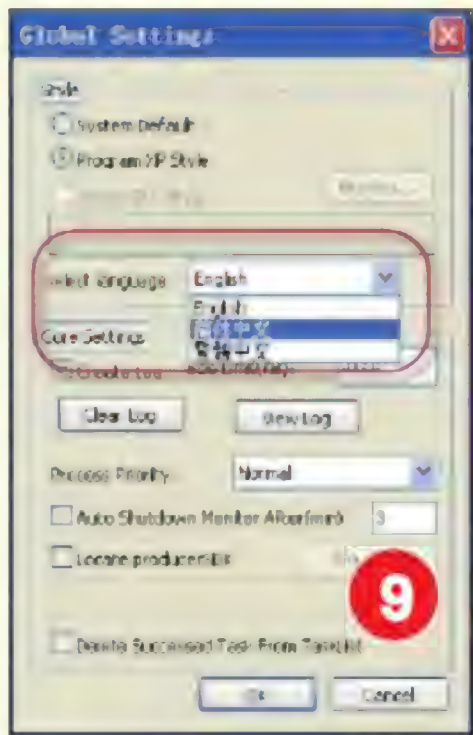 Global Settings
Style
System Default
Program XP Style
Select language English
English
简体中文
繁體中文
Core Settings
Clear Log View Log
Process Priority Normal
Auto Shutdown Monitor After(min) 3
Locate producer
9
Delete Successed Task From TaskList
Ok Cancel